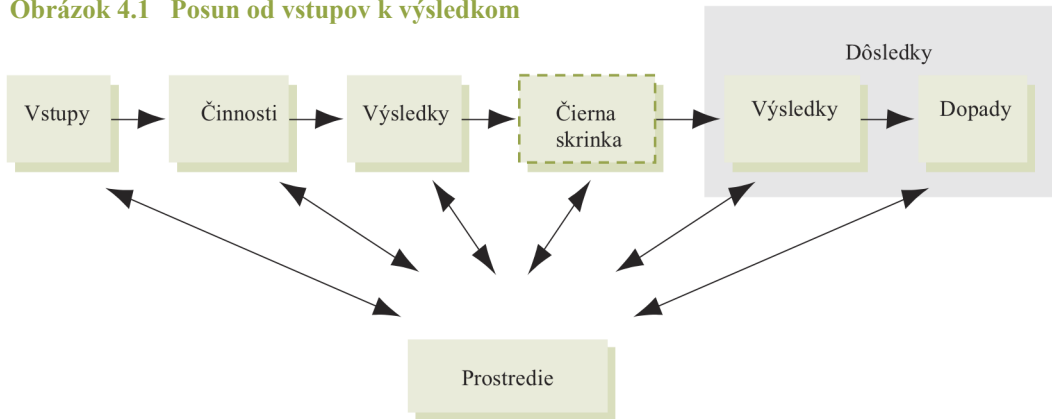 Obrázok 4.1 Posun od vstupov k výsledkom
Dôsledky
Vstupy
Činnosti
Výsledky
Čierna
skrinka
Výsledky
Dopady
Prostredie